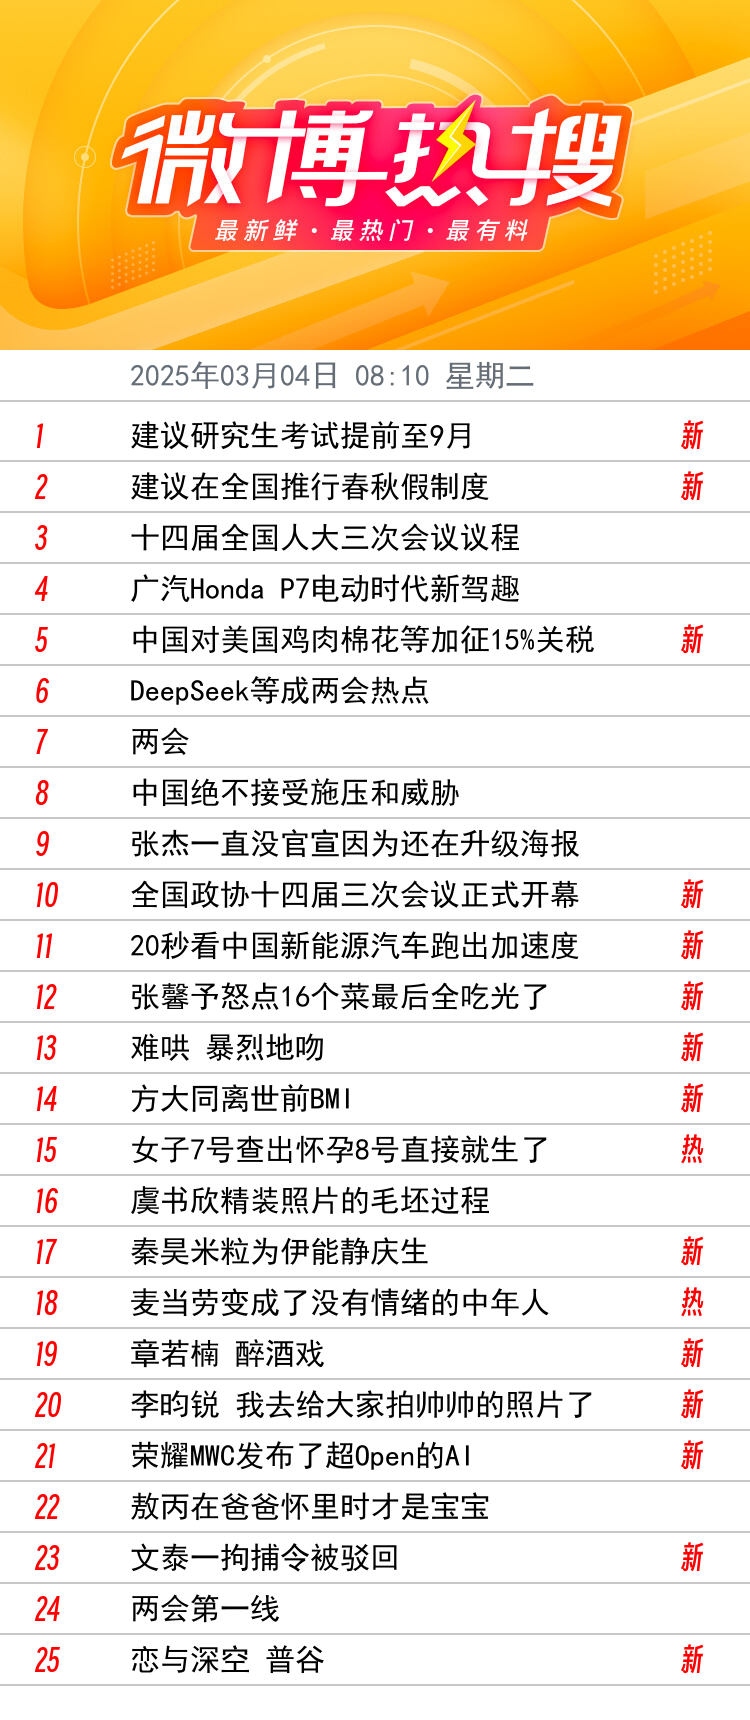 微博热搜
最新鲜·最热门·最有料
2025年03月04日 08:10 星期二
1 建议研究生考试提前至9月 新
2 建议在全国推行春秋假制度 新
3 十四届全国人大三次会议议程
4 广汽Honda P7电动时代新驾趣
5 中国对美国鸡肉棉花等加征15%关税 新
6 DeepSeek等成两会热点
7 两会
8 中国绝不接受施压和威胁
9 张杰一直没官宣因为还在升级海报
10 全国政协十四届三次会议正式开幕 新
11 20秒看中国新能源汽车跑出加速度 新
12 张馨予怒点16个菜最后全吃光了 新
13 难哄 暴烈地吻 新
14 方大同离世前BMI 新
15 女子7号查出怀孕8号直接就生了 热
16 虞书欣精装照片的毛坯过程
17 秦昊米粒为伊能静庆生 新
18 麦当劳变成了没有情绪的中年人 热
19 章若楠 醉酒戏 新
20 李昀锐 我去给大家拍帅帅的照片了 新
21 荣耀MWC发布了超Open的AI 新
22 敖丙在爸爸怀里时才是宝宝
23 文泰一拘捕令被驳回 新
24 两会第一线
25 恋与深空 普谷 新